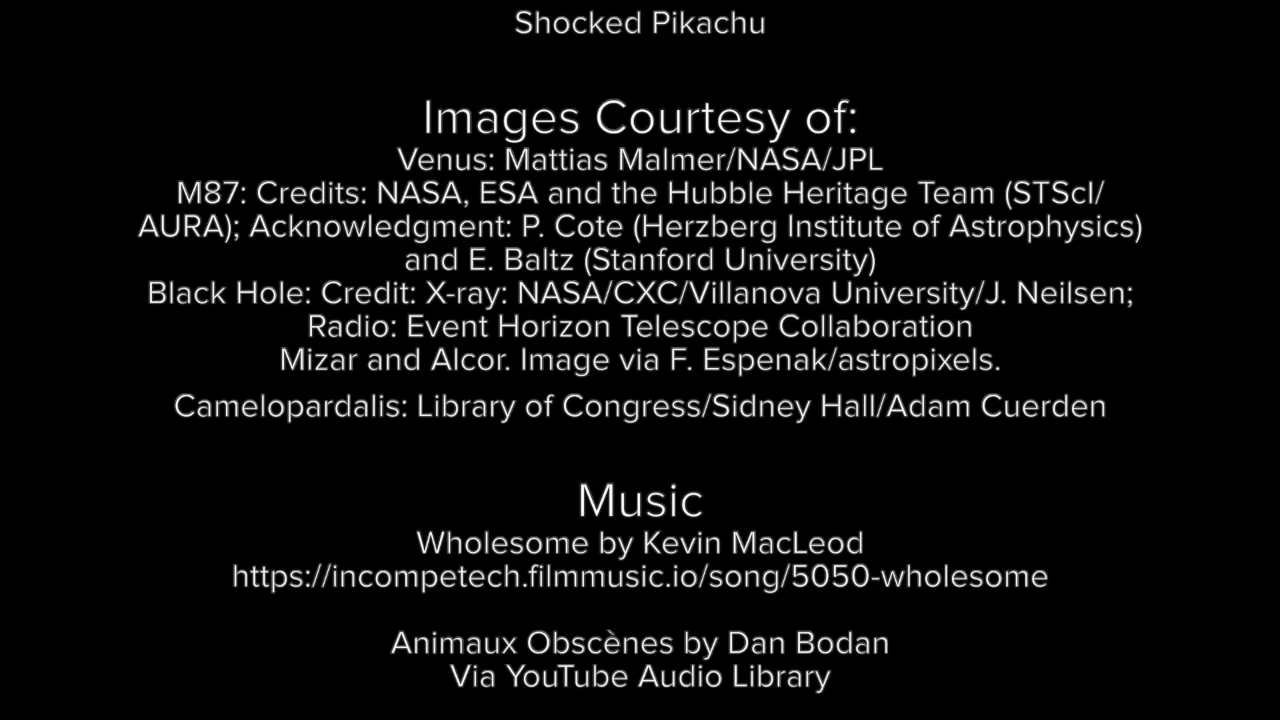 Shocked Pikachu
Images Courtesy of:
Venus: Mattias Malmer/NASA/JPL
M87: Credits: NASA, ESA and the Hubble Heritage Team (STScI/
AURA); Acknowledgment: P. Cote (Herzberg Institute of Astrophysics)
and E. Baltz (Stanford University)
Black Hole: Credit: X-ray: NASA/CXC/Villanova University/J. Neilsen;
Radio: Event Horizon Telescope Collaboration
Mizar and Alcor. Image via F. Espenak/astropixels.
Camelopardalis: Library of Congress/Sidney Hall/Adam Cuerden
Music
Wholesome by Kevin MacLeod
https://incompetech.filmmusic.io/song/5050-wholesome
Animaux Obscènes by Dan Bodan
Via YouTube Audio Library